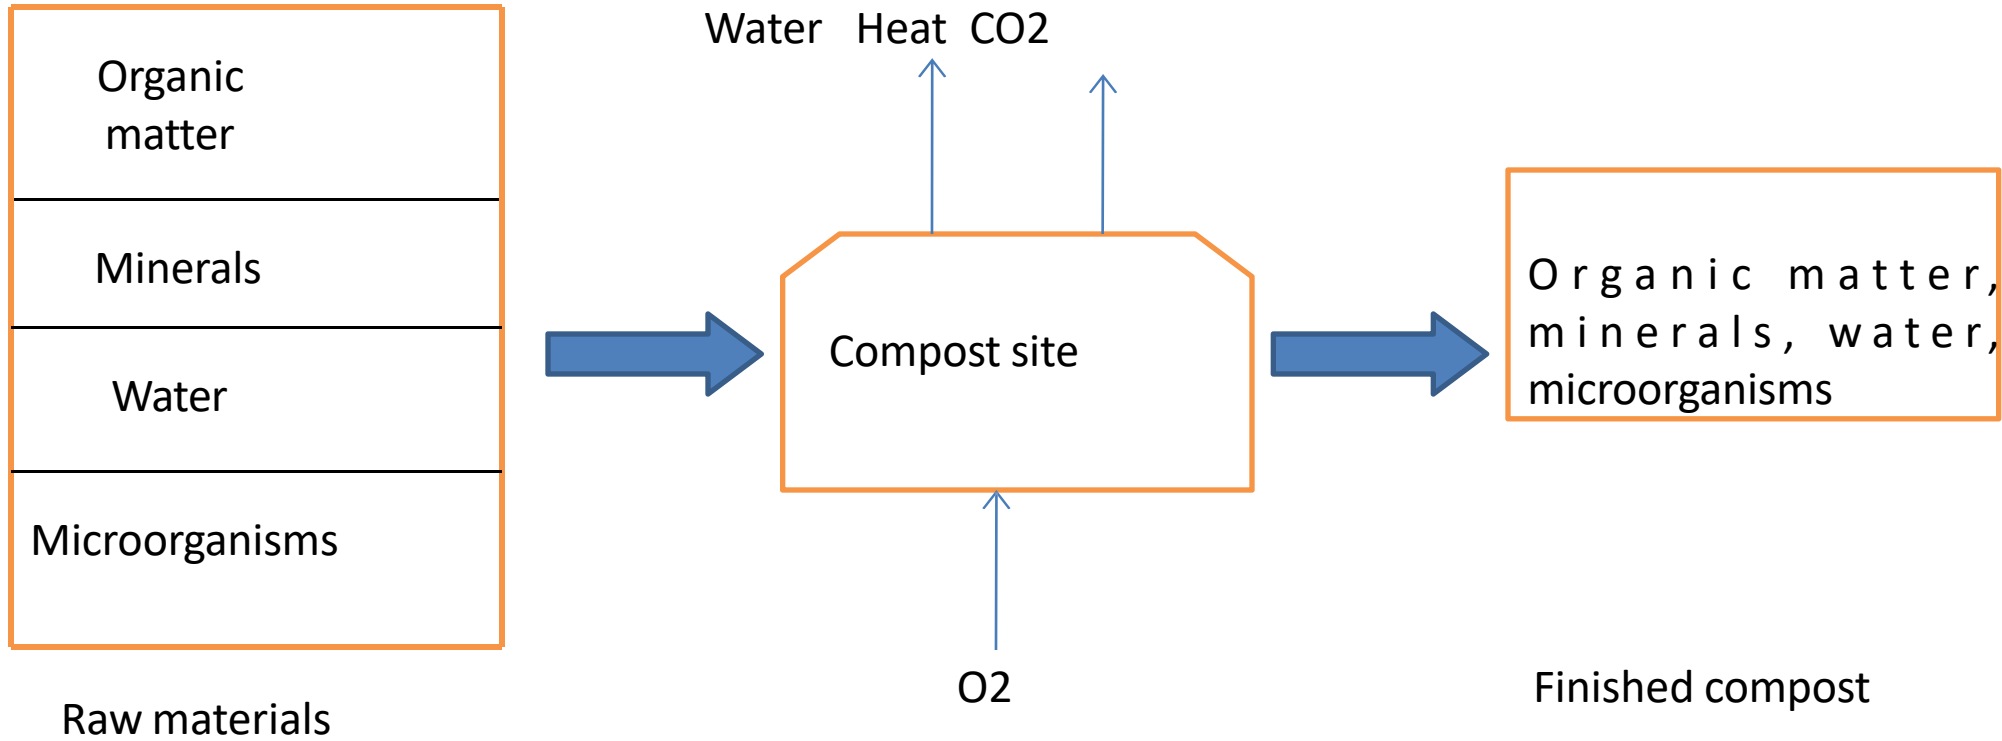 Organic
matter
Minerals
Water
Microorganisms
Raw materials
Water Heat CO2
Compost site
O2
Organic matter,
minerals, water,
microorganisms
Finished compost